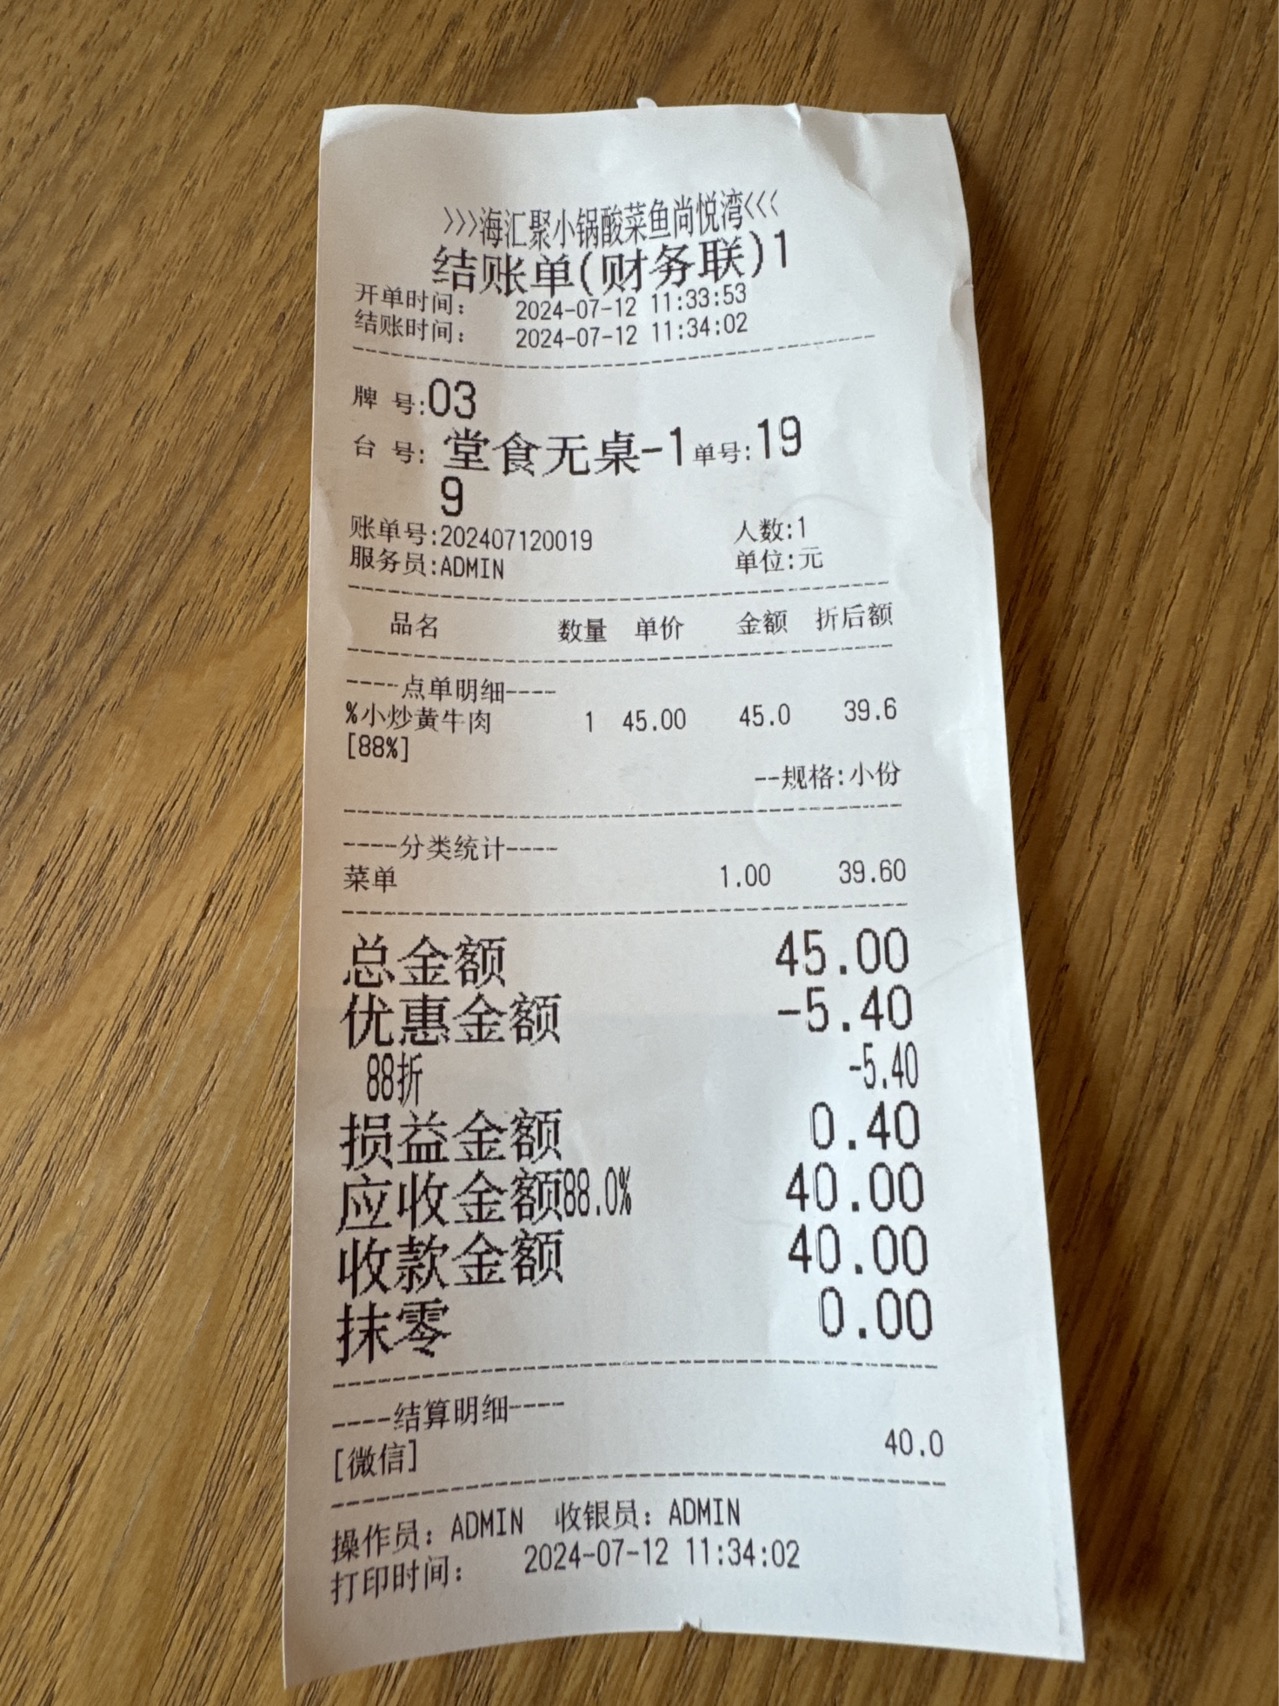 >>>海汇聚小锅酸菜鱼尚悦湾<<<
结账单(财务联)1
开单时间： 2024-07-12 11:33:53
结账时间： 2024-07-12 11:34:02
牌 号:03
台 号: 堂食无桌-1 单号:19
9
账单号:202407120019 人数:1
服务员:ADMIN 单位:元
品名 数量 单价 金额 折后额
----点单明细----
%小炒黄牛肉 1 45.00 45.0 39.6
[88%]
--规格:小份
----分类统计----
菜单 1.00 39.60
总金额 45.00
优惠金额 -5.40
88折 -5.40
损益金额 0.40
应收金额88.0% 40.00
收款金额 40.00
抹零 0.00
----结算明细----
[微信] 40.0
操作员: ADMIN 收银员: ADMIN
打印时间: 2024-07-12 11:34:02